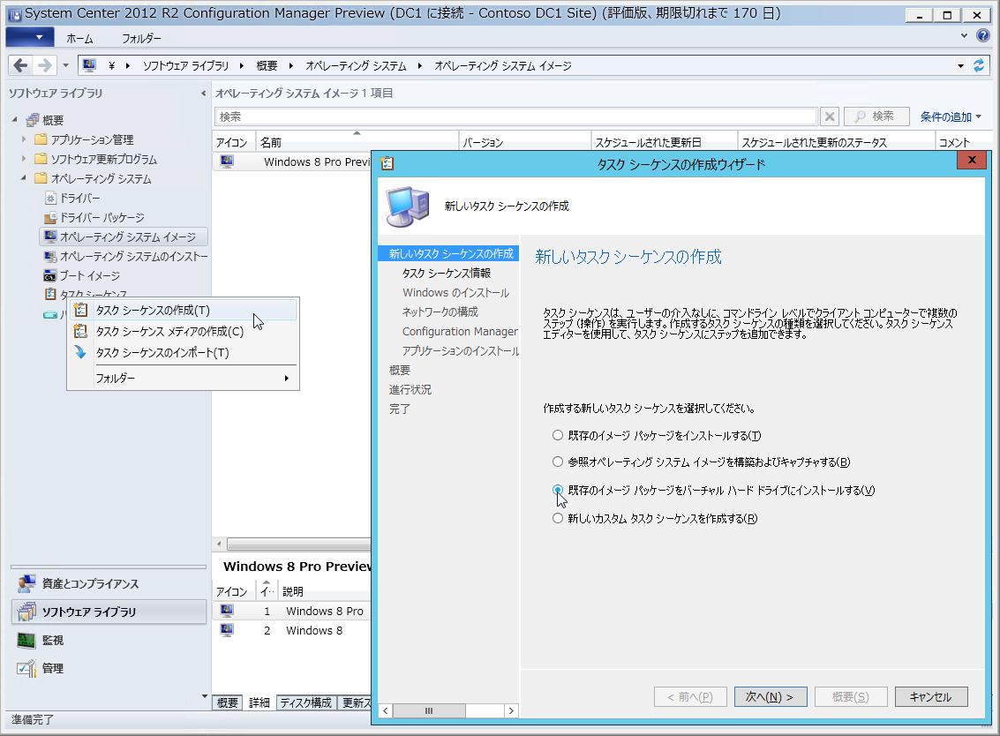 System Center 2012 R2 Configuration Manager Preview (DC1 に接続 - Contoso DC1 Site) (評価版、期限切れまで 170 日)
ホーム フォルダー
¥ ソフトウェア ライブラリ 概要 オペレーティング システム オペレーティング システム イメージ
ソフトウェア ライブラリ
概要
アプリケーション管理
ソフトウェア更新プログラム
オペレーティング システム
ドライバー
ドライバー パッケージ
オペレーティング システム イメージ
オペレーティング システムのインストー
ブート イメージ
タスク シーケンス
タスク シーケンスの作成(T)
タスク シーケンス メディアの作成(C)
タスク シーケンスのインポート(T)
フォルダー
資産とコンプライアンス
ソフトウェア ライブラリ
監視
管理
準備完了
オペレーティング システム イメージ 1 項目
検索 検索 条件の追加
アイコン 名前 バージョン スケジュールされた更新日 スケジュールされた更新のステータス コメント
Windows 8 Pro Previ
Windows 8 Pro Preview
アイコン イ.. 説明
1 Windows 8 Pro
2 Windows 8
概要 詳細 ディスク構成 更新ス
タスク シーケンスの作成ウィザード
新しいタスク シーケンスの作成
新しいタスク シーケンスの作成
タスク シーケンス情報
Windows のインストール
ネットワークの構成
Configuration Manager
アプリケーションのインストール
概要
進行状況
完了
新しいタスク シーケンスの作成
タスク シーケンスは、ユーザーの介入なしに、コマンドライン レベルでクライアント コンピューターで複数の
ステップ (操作) を実行します。作成するタスク シーケンスの種類を選択してください。タスク シーケンス
エディターを使用して、タスク シーケンスにステップを追加できます。
作成する新しいタスク シーケンスを選択してください。
既存のイメージ パッケージをインストールする(T)
参照オペレーティング システム イメージを構築およびキャプチャする(B)
既存のイメージ パッケージをバーチャル ハード ドライブにインストールする(V)
新しいカスタム タスク シーケンスを作成する(R)
< 前へ(P) 次へ(N) > 概要(S) キャンセル